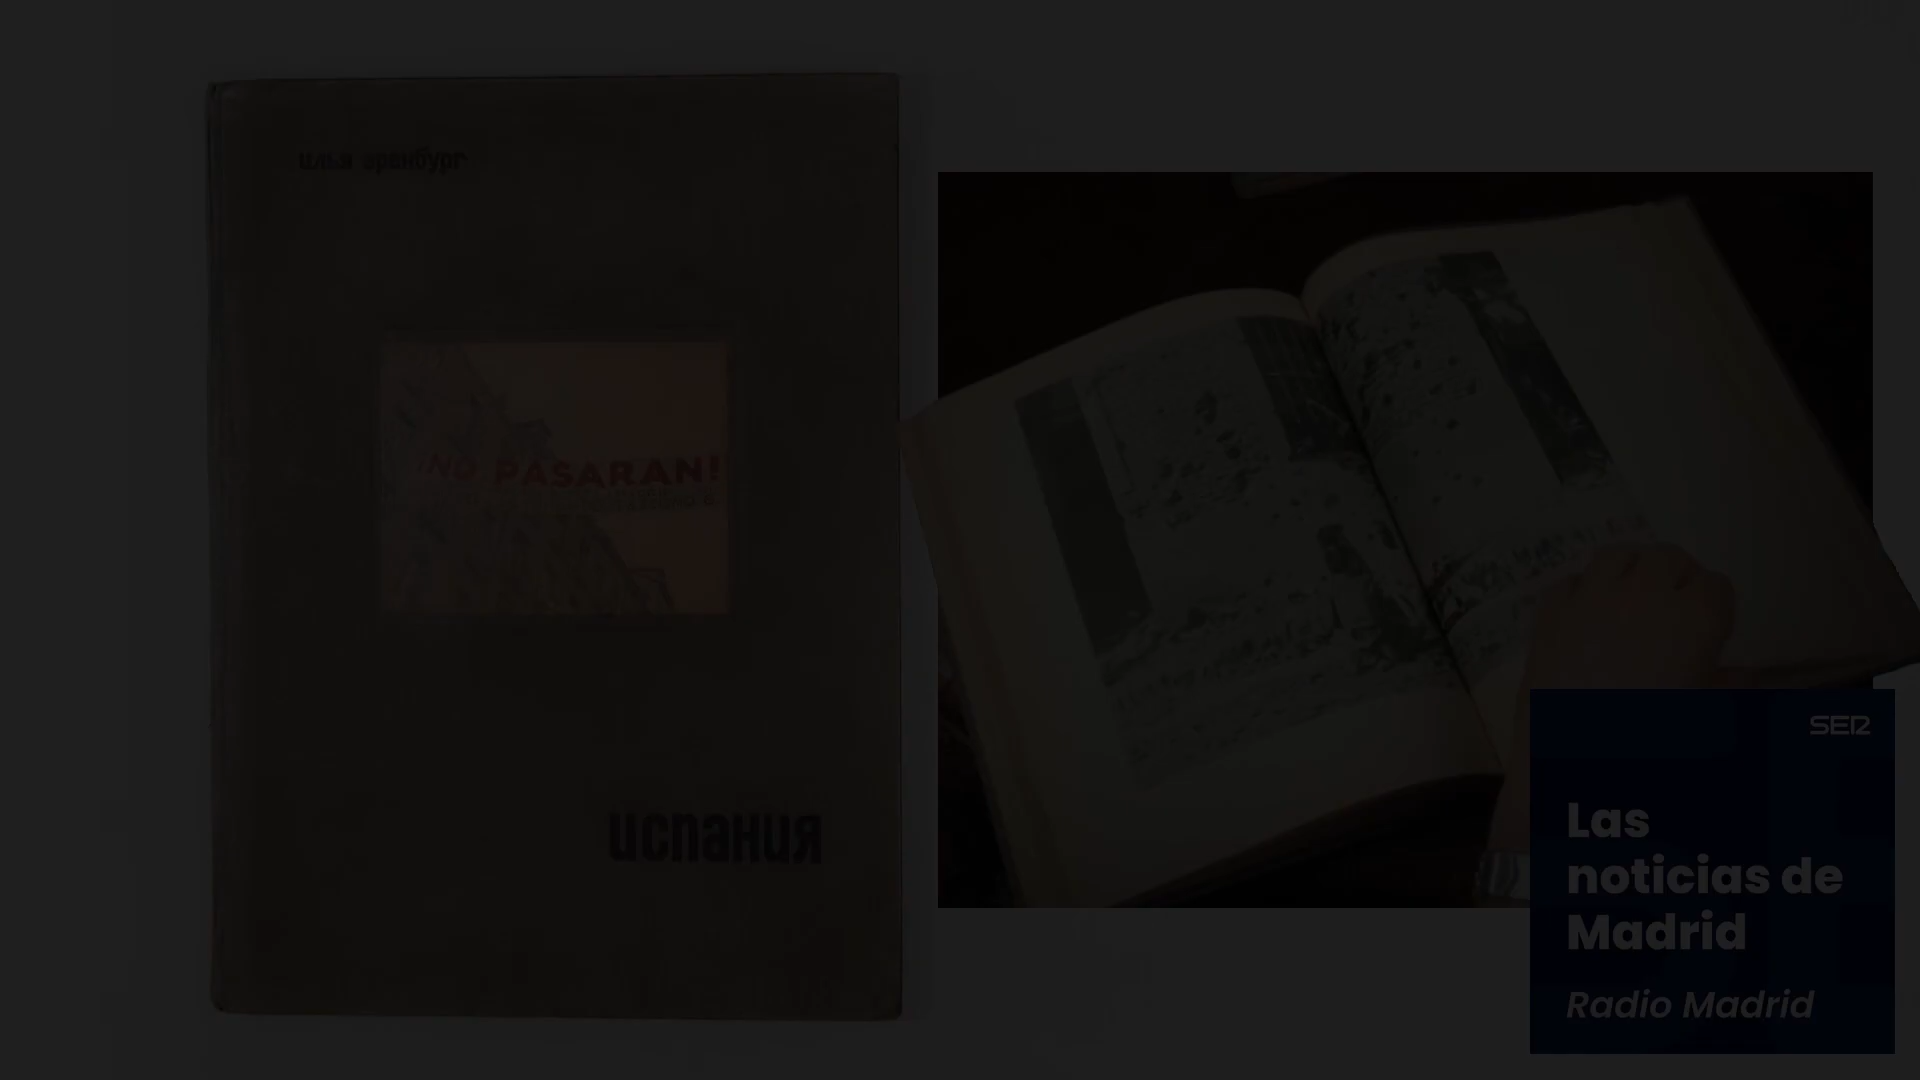 илья эренбург
¡NO PASARAN!
испания
SER
Las
noticias de
Madrid
Radio Madrid